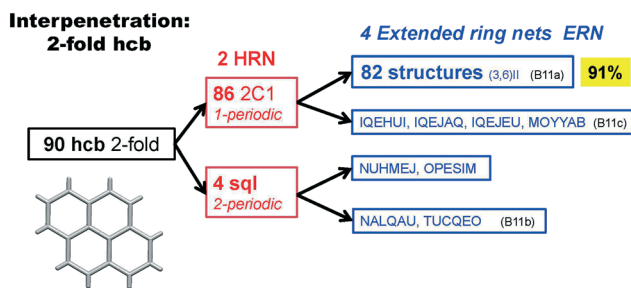 Interpenetration:
2-fold hcb
4 Extended ring nets ERN
2 HRN
82 structures (3,6)II (B11a)
91%
86 2C1
1-periodic
IQEHUI, IQEJAQ, IQEJEU, MOYYAB (B11c)
90 hcb 2-fold
NUHMEJ, OPESIM
4 sql
2-periodic
NALQAU, TUCQEO (B11b)